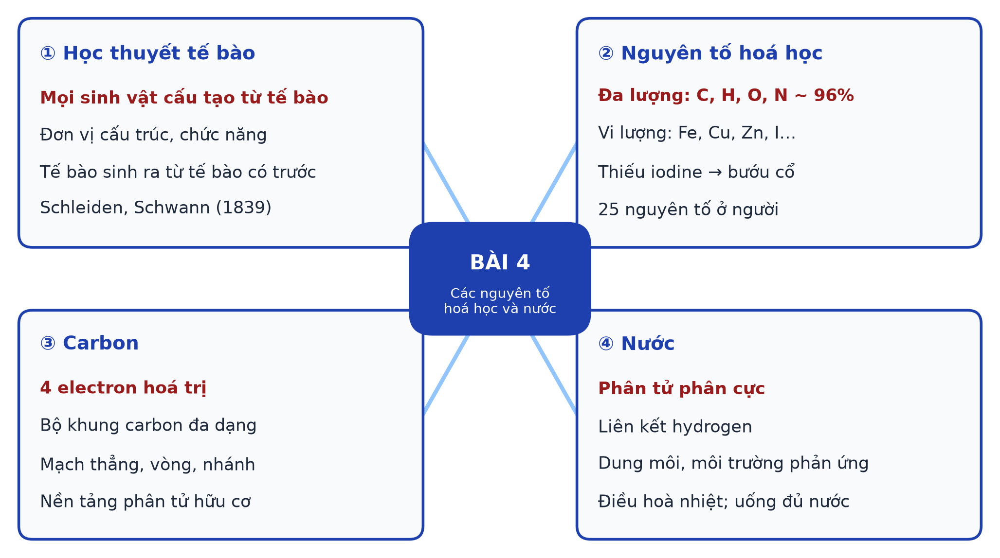 ① Học thuyết tế bào
Mọi sinh vật cấu tạo từ tế bào
Đơn vị cấu trúc, chức năng
Tế bào sinh ra từ tế bào có trước
Schleiden, Schwann (1839)
② Nguyên tố hoá học
Đa lượng: C, H, O, N ~ 96%
Vi lượng: Fe, Cu, Zn, I...
Thiếu iodine → bướu cổ
25 nguyên tố ở người
BÀI 4
Các nguyên tố
hoá học và nước
③ Carbon
4 electron hoá trị
Bộ khung carbon đa dạng
Mạch thẳng, vòng, nhánh
Nền tảng phân tử hữu cơ
④ Nước
Phân tử phân cực
Liên kết hydrogen
Dung môi, môi trường phản ứng
Điều hoà nhiệt; uống đủ nước